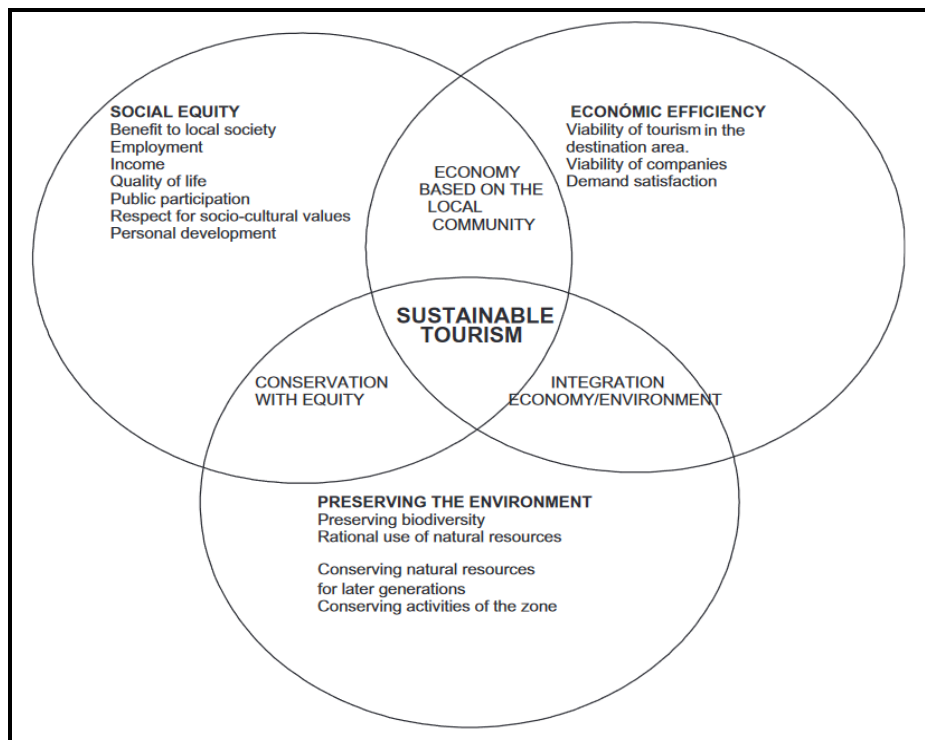 SOCIAL EQUITY
Benefit to local society
Employment
Income
Quality of life
Public participation
Respect for socio-cultural values
Personal development
ECONÓMIC EFFICIENCY
Viability of tourism in the
destination area.
Viability of companies
Demand satisfaction
ECONOMY
BASED ON THE
LOCAL
COMMUNITY
SUSTAINABLE
TOURISM
CONSERVATION
WITH EQUITY
INTEGRATION
ECONOMY/ENVIRONMENT
PRESERVING THE ENVIRONMENT
Preserving biodiversity
Rational use of natural resources
Conserving natural resources
for later generations
Conserving activities of the zone